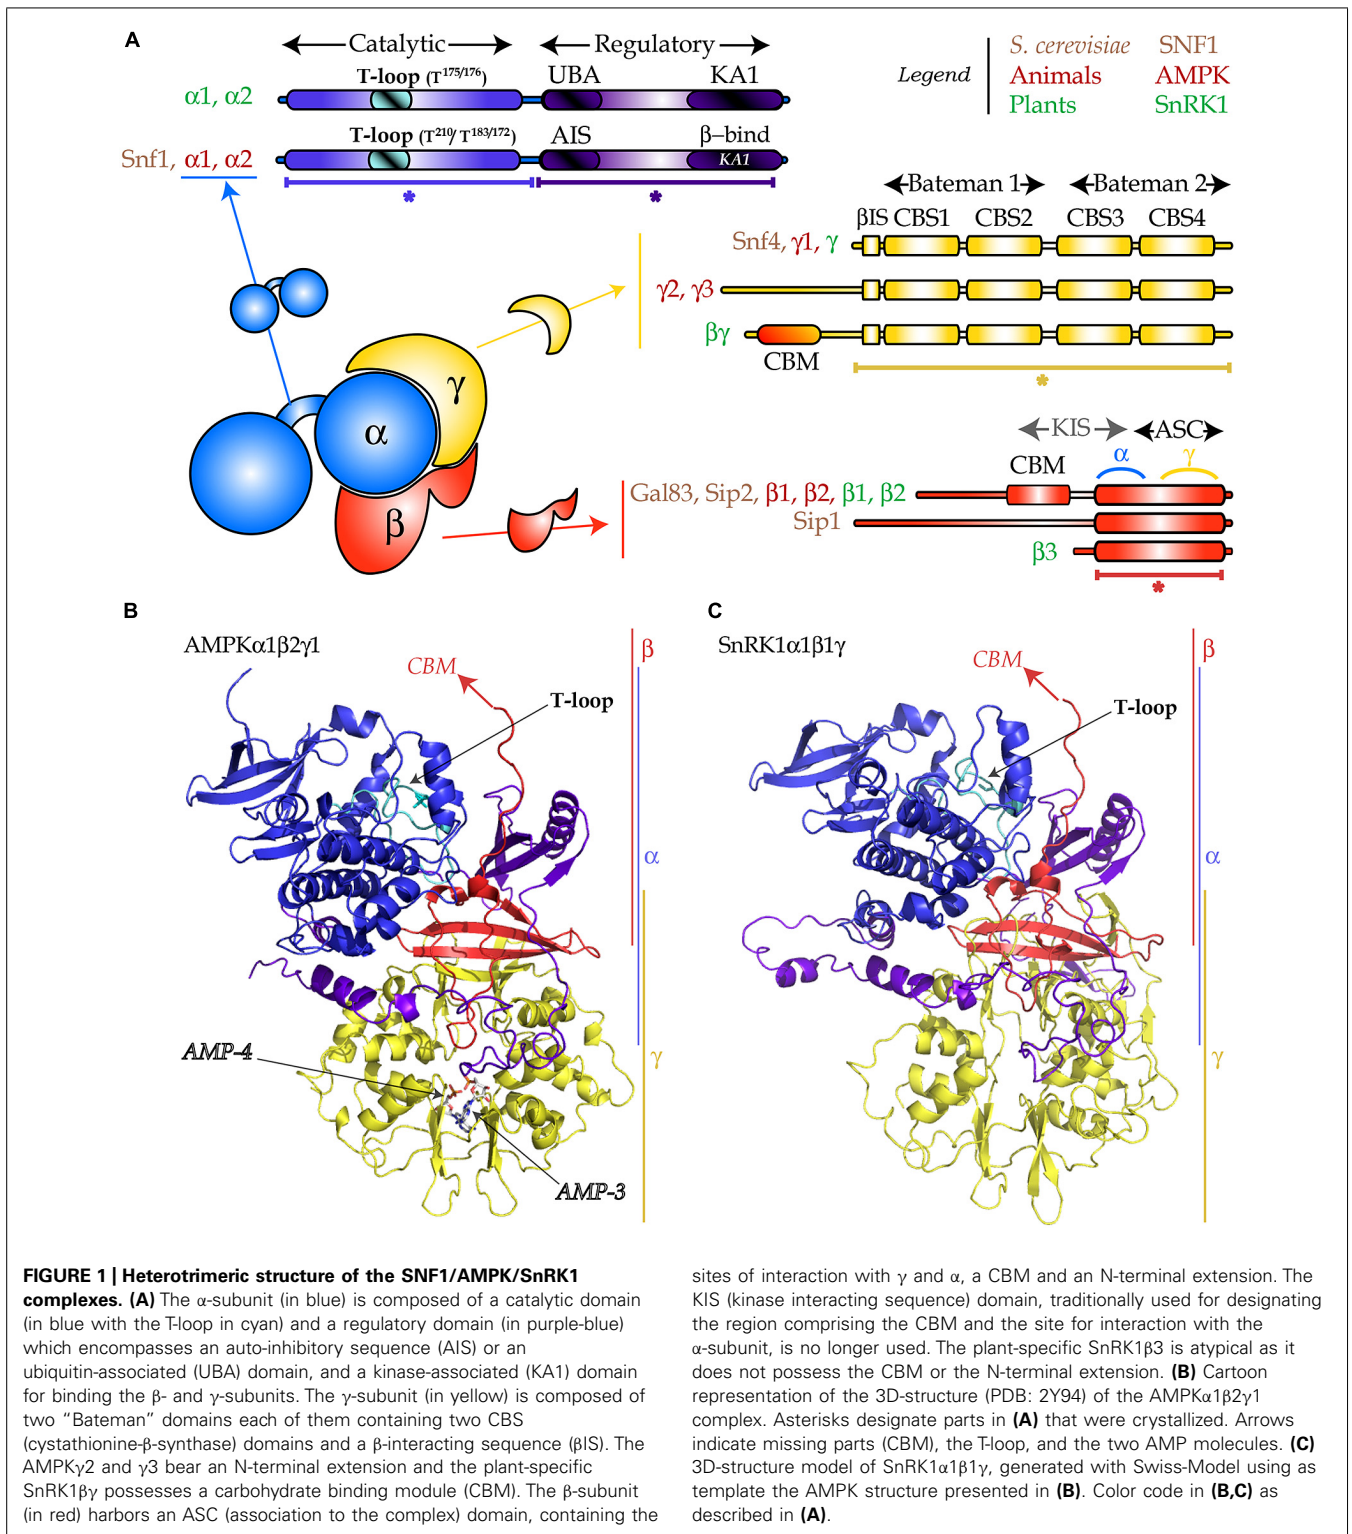 A
Catalytic
Regulatory
T-loop (T175/176)
UBA
KA1
α1, α2
T-loop (T210/ T183/172)
AIS
β–bind
KA1
Snf1, α1, α2
*
*
Legend
S. cerevisiae SNF1
Animals AMPK
Plants SnRK1
Bateman 1
Bateman 2
βIS CBS1 CBS2 CBS3 CBS4
Snf4, γ1, γ
γ2, γ3
βγ
CBM
*
γ
α
β
KIS
ASC
α
γ
CBM
Gal83, Sip2, β1, β2, β1, β2
Sip1
β3
*
B
AMPKα1β2γ1
CBM
T-loop
β
α
γ
AMP-4
AMP-3
C
SnRK1α1β1γ
CBM
T-loop
β
α
γ
FIGURE 1 | Heterotrimeric structure of the SNF1/AMPK/SnRK1
complexes. (A) The α-subunit (in blue) is composed of a catalytic domain
(in blue with the T-loop in cyan) and a regulatory domain (in purple-blue)
which encompasses an auto-inhibitory sequence (AIS) or an
ubiquitin-associated (UBA) domain, and a kinase-associated (KA1) domain
for binding the β- and γ-subunits. The γ-subunit (in yellow) is composed of
two “Bateman” domains each of them containing two CBS
(cystathionine-β-synthase) domains and a β-interacting sequence (βIS). The
AMPKγ2 and γ3 bear an N-terminal extension and the plant-specific
SnRK1βγ possesses a carbohydrate binding module (CBM). The β-subunit
(in red) harbors an ASC (association to the complex) domain, containing the
sites of interaction with γ and α, a CBM and an N-terminal extension. The
KIS (kinase interacting sequence) domain, traditionally used for designating
the region comprising the CBM and the site for interaction with the
α-subunit, is no longer used. The plant-specific SnRK1β3 is atypical as it
does not possess the CBM or the N-terminal extension. (B) Cartoon
representation of the 3D-structure (PDB: 2Y94) of the AMPKα1β2γ1
complex. Asterisks designate parts in (A) that were crystallized. Arrows
indicate missing parts (CBM), the T-loop, and the two AMP molecules. (C)
3D-structure model of SnRK1α1β1γ, generated with Swiss-Model using as
template the AMPK structure presented in (B). Color code in (B,C) as
described in (A).